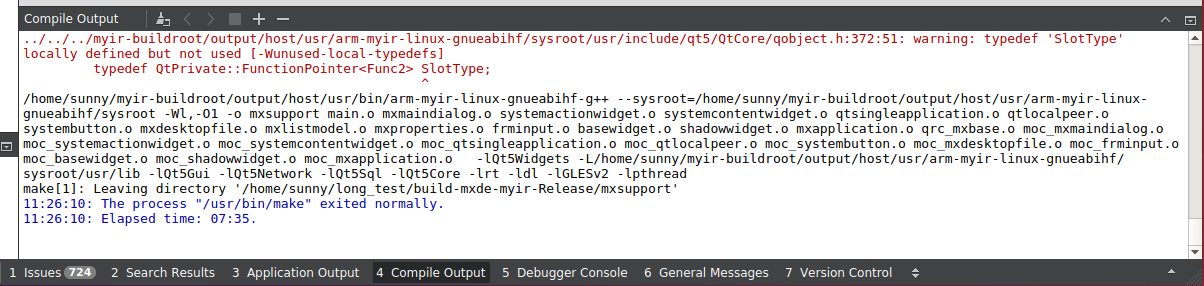 Compile Output
../../../myir-buildroot/output/host/usr/arm-myir-linux-gnueabihf/sysroot/usr/include/qt5/QtCore/qobject.h:372:51: warning: typedef 'SlotType'
locally defined but not used [-Wunused-local-typedefs]
typedef QtPrivate::FunctionPointer<Func2> SlotType;
^
/home/sunny/myir-buildroot/output/host/usr/bin/arm-myir-linux-gnueabihf-g++ --sysroot=/home/sunny/myir-buildroot/output/host/usr/arm-myir-linux-
gnueabihf/sysroot -Wl,-O1 -o mxsupport main.o mxmaindialog.o systemactionwidget.o systemcontentwidget.o qtsingleapplication.o qtlocalpeer.o
systembutton.o mxdesktopfile.o mxlistmodel.o mxproperties.o frminput.o basewidget.o shadowwidget.o mxapplication.o qrc_mxbase.o moc_mxmaindialog.o
moc_systemactionwidget.o moc_systemcontentwidget.o moc_qtsingleapplication.o moc_qtlocalpeer.o moc_systembutton.o moc_mxdesktopfile.o moc_frminput.o
moc_basewidget.o moc_shadowwidget.o moc_mxapplication.o -lQt5Widgets -L/home/sunny/myir-buildroot/output/host/usr/arm-myir-linux-gnueabihf/
sysroot/usr/lib -lQt5Gui -lQt5Network -lQt5Sql -lQt5Core -lrt -ldl -lGLESv2 -lpthread
make[1]: Leaving directory '/home/sunny/long_test/build-mxde-myir-Release/mxsupport'
11:26:10: The process "/usr/bin/make" exited normally.
11:26:10: Elapsed time: 07:35.
1 Issues 724 2 Search Results 3 Application Output 4 Compile Output 5 Debugger Console 6 General Messages 7 Version Control